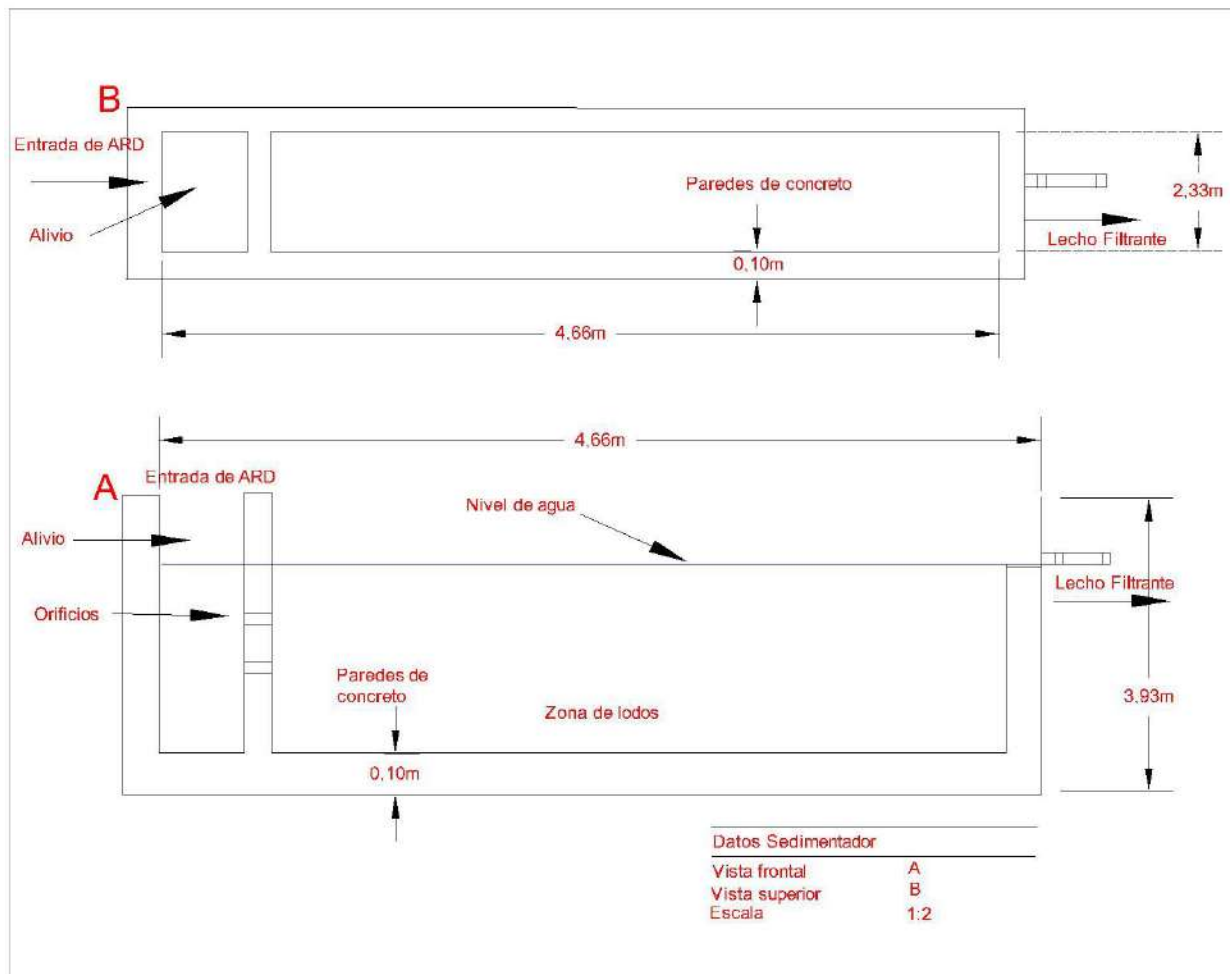 B
Entrada de ARD
Alivio
Paredes de concreto
0,10m
2,33m
Lecho Filtrante
4,66m
4,66m
A
Entrada de ARD
Alivio
Nivel de agua
Orificios
Lecho Filtrante
Paredes de
concreto
Zona de lodos
3,93m
0,10m
Datos Sedimentador
Vista frontal A
Vista superior B
Escala 1:2